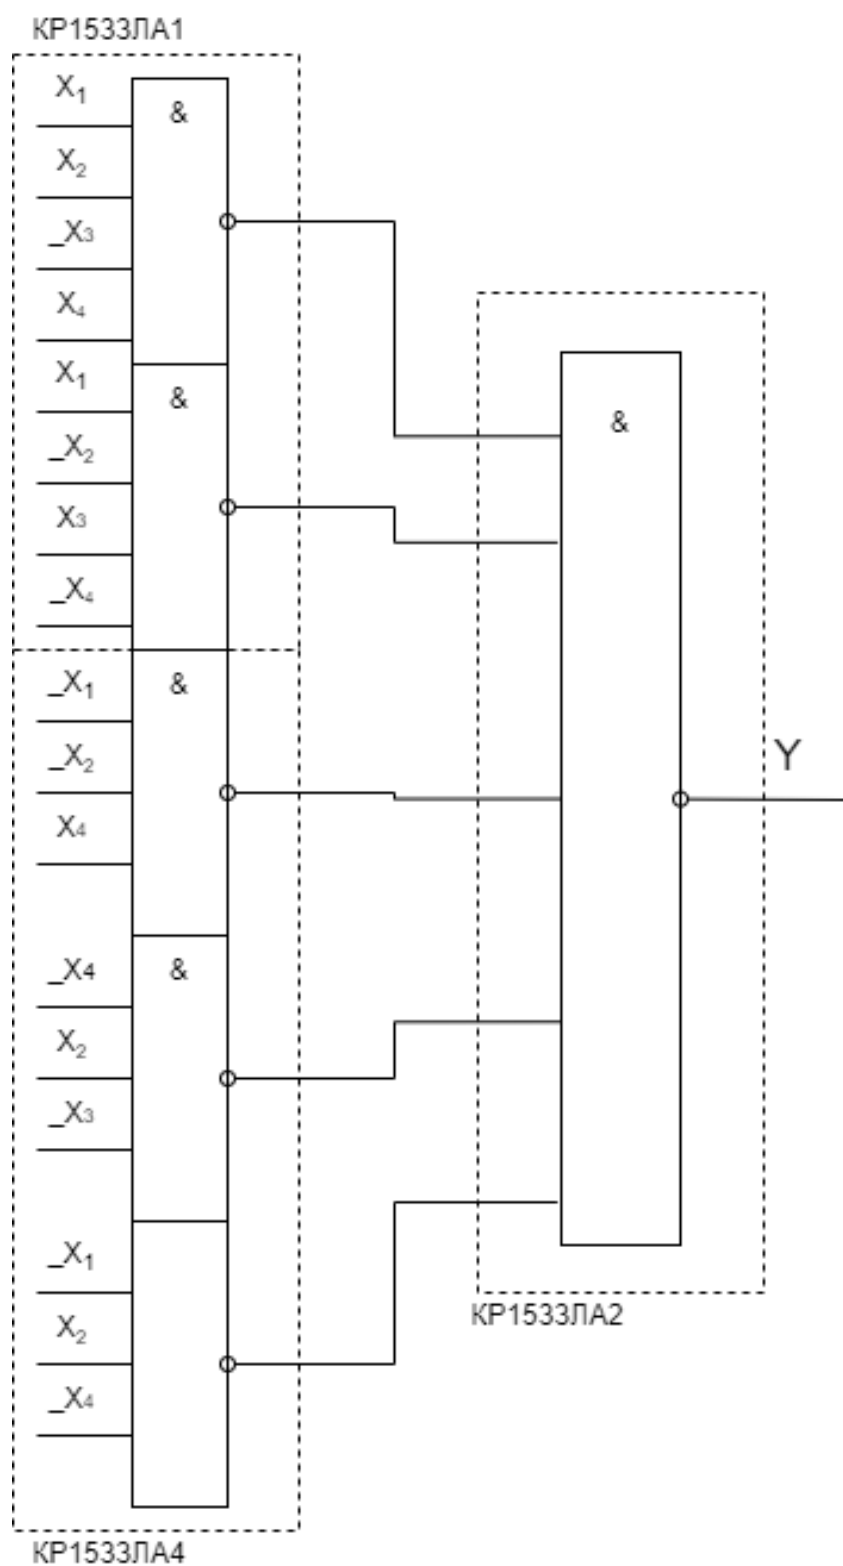 КР1533ЛА1
X₁
&
X₂
_X₃
X₄
X₁
&
_X₂
X₃
_X₄
_X₁
&
_X₂
X₄
_X₄
&
X₂
_X₃
_X₁
X₂
_X₄
КР1533ЛА4
&
КР1533ЛА2
Y